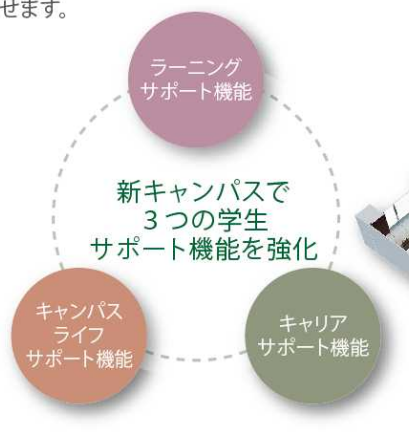 せます。
ラーニング
サポート機能
新キャンパスで
３つの学生
サポート機能を強化
キャンパス
ライフ
サポート機能
キャリア
サポート機能